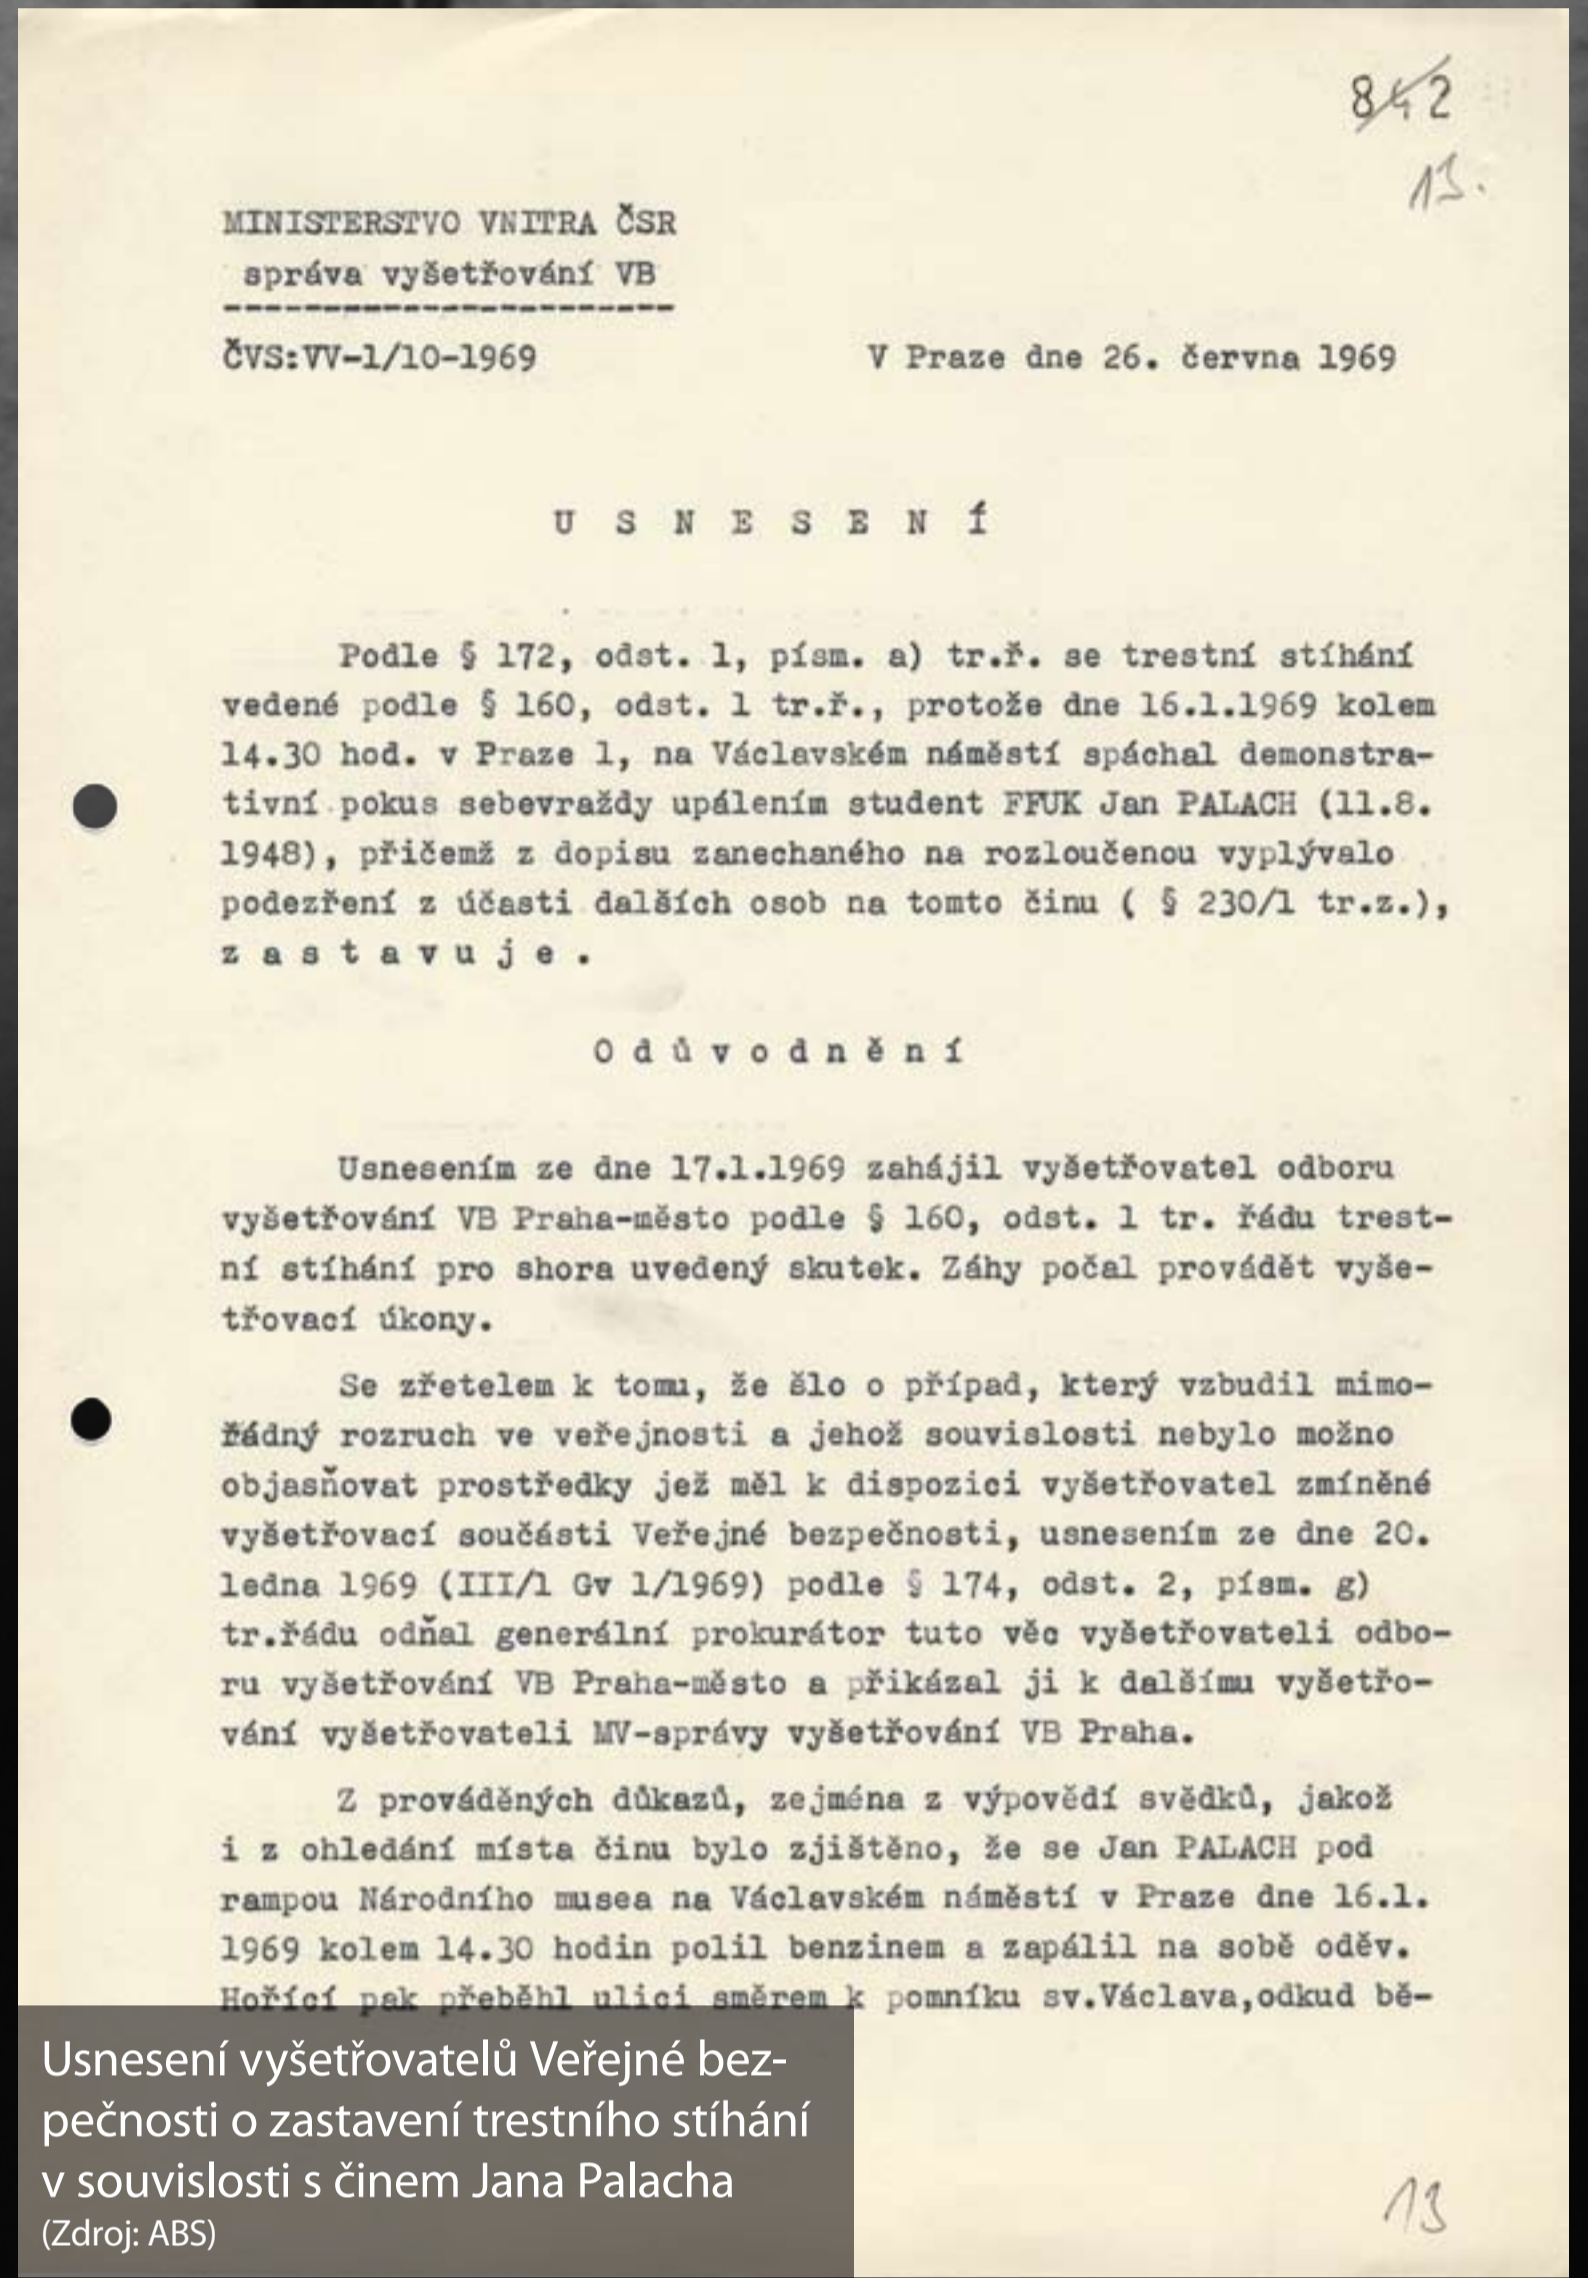 842
13.
MINISTERSTVO VNITRA ČSR
správa vyšetřování VB
-----------------------
ČVS:VV-1/10-1969 V Praze dne 26. června 1969
U S N E S E N Í
Podle § 172, odst. 1, písm. a) tr.ř. se trestní stíhání
vedené podle § 160, odst. 1 tr.ř., protože dne 16.1.1969 kolem
14.30 hod. v Praze 1, na Václavském náměstí spáchal demonstra-
tivní pokus sebevraždy upálením student FFUK Jan PALACH (11.8.
1948), přičemž z dopisu zanechaného na rozloučenou vyplývalo
podezření z účasti dalších osob na tomto činu ( § 230/1 tr.z.),
z a s t a v u j e .
O d ů v o d n ě n í
Usnesením ze dne 17.1.1969 zahájil vyšetřovatel odboru
vyšetřování VB Praha-město podle § 160, odst. 1 tr. řádu trest-
ní stíhání pro shora uvedený skutek. Záhy počal provádět vyše-
třovací úkony.
Se zřetelem k tomu, že šlo o případ, který vzbudil mimo-
řádný rozruch ve veřejnosti a jehož souvislosti nebylo možno
objasňovat prostředky jež měl k dispozici vyšetřovatel zmíněné
vyšetřovací součásti Veřejné bezpečnosti, usnesením ze dne 20.
ledna 1969 (III/1 Gv 1/1969) podle § 174, odst. 2, písm. g)
tr.řádu odňal generální prokurátor tuto věc vyšetřovateli odbo-
ru vyšetřování VB Praha-město a přikázal ji k dalšímu vyšetřo-
vání vyšetřovateli MV-správy vyšetřování VB Praha.
Z prováděných důkazů, zejména z výpovědí svědků, jakož
i z ohledání místa činu bylo zjištěno, že se Jan PALACH pod
rampou Národního musea na Václavském náměstí v Praze dne 16.1.
1969 kolem 14.30 hodin polil benzinem a zapálil na sobě oděv.
Hořící pak přeběhl ulici směrem k pomníku sv.Václava,odkud bě-
Usnesení vyšetřovatelů Veřejné bez-
pečnosti o zastavení trestního stíhání
v souvislosti s činem Jana Palacha
(Zdroj: ABS)
13